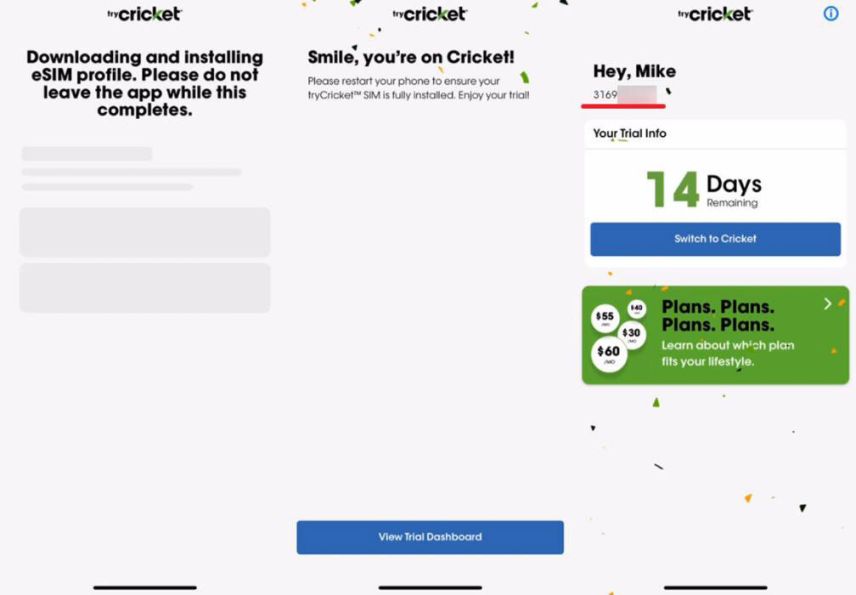 trycricket
Downloading and installing
eSIM profile. Please do not
leave the app while this
completes.
trycricket
Smile, you're on Cricket!
Please restart your phone to ensure your
tryCricket™ SIM is fully installed. Enjoy your trial!
View Trial Dashboard
trycricket
Hey, Mike
3169
Your Trial Info
14 Days
Remaining
Switch to Cricket
$55
/MO
$40
$30
/MO
$60
/MO
Plans. Plans.
Plans. Plans.
Learn about which plan
fits your lifestyle.